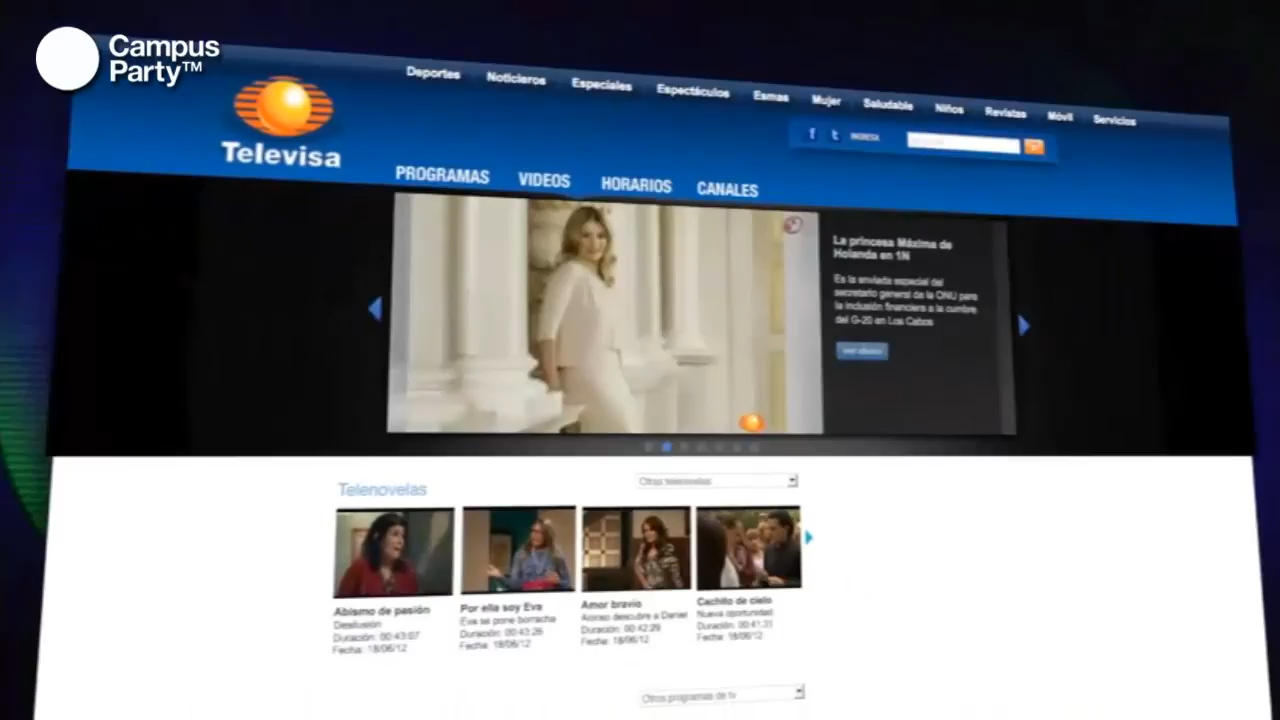 Campus
Party™
Deportes Noticieros Especiales Espectáculos Esmas Mujer Saludable Niños Revistas Móvil Servicios
f t INGRESA
Televisa
PROGRAMAS VIDEOS HORARIOS CANALES
La princesa Máxima de
Holanda en 1N
Es la enviada especial del
secretario general de la ONU para
la inclusión financiera a la cumbre
del G-20 en Los Cabos
Telenovelas
Otras telenovelas
Abismo de pasión
Desilusión
Duración: 00:43:07
Fecha: 18/06/12
Por ella soy Eva
Eva se pone borracha
Duración: 00:43:26
Fecha: 18/06/12
Amor bravío
Alonso descubre a Daniel
Duración: 00:42:29
Fecha: 18/06/12
Cachito de cielo
Nueva oportunidad
Duración: 00:41:31
Fecha: 18/06/12
Otros programas de tv